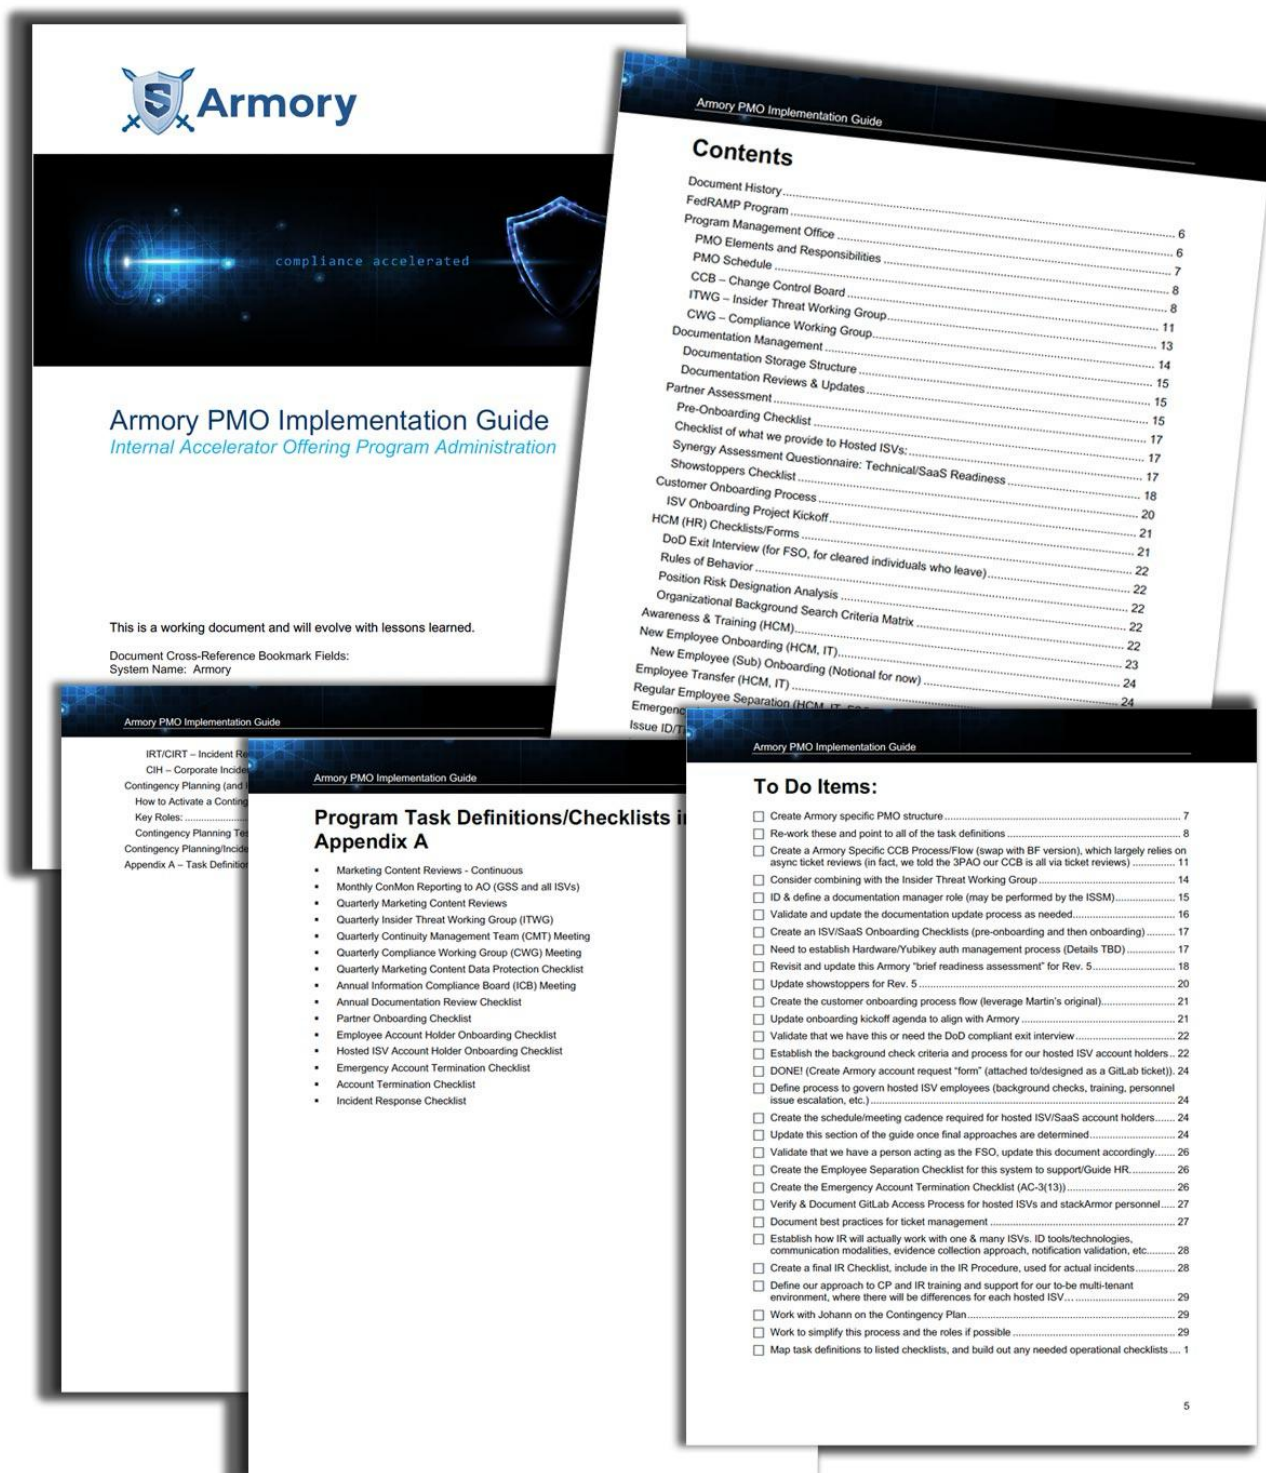 S Armory
compliance accelerated
Armory PMO Implementation Guide
Internal Accelerator Offering Program Administration
This is a working document and will evolve with lessons learned.
Document Cross-Reference Bookmark Fields:
System Name: Armory
Armory PMO Implementation Guide
Contents
Document History 6
FedRAMP Program 6
Program Management Office 7
PMO Elements and Responsibilities 8
PMO Schedule 8
CCB – Change Control Board 11
ITWG – Insider Threat Working Group 13
CWG – Compliance Working Group 14
Documentation Management 15
Documentation Storage Structure 15
Documentation Reviews & Updates 15
Partner Assessment 17
Pre-Onboarding Checklist 17
Checklist of what we provide to Hosted ISVs: 17
Synergy Assessment Questionnaire: Technical/SaaS Readiness 18
Showstoppers Checklist 20
Customer Onboarding Process 21
ISV Onboarding Project Kickoff 21
HCM (HR) Checklists/Forms 22
DoD Exit Interview (for FSO, for cleared individuals who leave) 22
Rules of Behavior 22
Position Risk Designation Analysis 22
Organizational Background Search Criteria Matrix 22
Awareness & Training (HCM) 23
New Employee Onboarding (HCM, IT) 24
New Employee (Sub) Onboarding (Notional for now) 24
Employee Transfer (HCM, IT)
Regular Employee Separation (HCM, IT,
Issue
Armory PMO Implementation Guide
IRT/CIRT – Incident
CIH – Corporate
Contingency Planning (and
How to Activate a
Key Roles:
Contingency Planning
Contingency
Appendix A – Task
Armory PMO Implementation Guide
Program Task Definitions/Checklists
Appendix A
▪ Marketing Content Reviews - Continuous
▪ Monthly ConMon Reporting to AO (GSS and all ISVs)
▪ Quarterly Marketing Content Reviews
▪ Quarterly Insider Threat Working Group (ITWG)
▪ Quarterly Continuity Management Team (CMT) Meeting
▪ Quarterly Compliance Working Group (CWG) Meeting
▪ Quarterly Marketing Content Data Protection Checklist
▪ Annual Information Compliance Board (ICB) Meeting
▪ Annual Documentation Review Checklist
▪ Partner Onboarding Checklist
▪ Employee Account Holder Onboarding Checklist
▪ Hosted ISV Account Holder Onboarding Checklist
▪ Emergency Account Termination Checklist
▪ Account Termination Checklist
▪ Incident Response Checklist
Armory PMO Implementation Guide
To Do Items:
☐ Create Armory specific PMO structure 7
☐ Re-work these and point to all of the task definitions 8
☐ Create a Armory Specific CCB Process/Flow (swap with BF version), which largely relies on
async ticket reviews (in fact, we told the 3PAO our CCB is all via ticket reviews) 11
☐ Consider combining with the Insider Threat Working Group 14
☐ ID & define a documentation manager role (may be performed by the ISSM) 15
☐ Validate and update the documentation update process as needed 16
☐ Create an ISV/SaaS Onboarding Checklists (pre-onboarding and then onboarding) 17
☐ Need to establish Hardware/Yubikey auth management process (Details TBD) 17
☐ Revisit and update this Armory “brief readiness assessment” for Rev. 5 18
☐ Update showstoppers for Rev. 5 20
☐ Create the customer onboarding process flow (leverage Martin’s original) 21
☐ Update onboarding kickoff agenda to align with Armory 21
☐ Validate that we have this or need the DoD compliant exit interview 22
☐ Establish the background check criteria and process for our hosted ISV account holders 22
☐ DONE! (Create Armory account request “form” (attached to/designed as a GitLab ticket)). 24
☐ Define process to govern hosted ISV employees (background checks, training, personnel
issue escalation, etc.) 24
☐ Create the schedule/meeting cadence required for hosted ISV/SaaS account holders 24
☐ Update this section of the guide once final approaches are determined 24
☐ Validate that we have a person acting as the FSO, update this document accordingly 26
☐ Create the Employee Separation Checklist for this system to support/Guide HR. 26
☐ Create the Emergency Account Termination Checklist (AC-3(13)) 26
☐ Verify & Document GitLab Access Process for hosted ISVs and stackArmor personnel 27
☐ Document best practices for ticket management 27
☐ Establish how IR will actually work with one & many ISVs. ID tools/technologies,
communication modalities, evidence collection approach, notification validation, etc. 28
☐ Create a final IR Checklist, include in the IR Procedure, used for actual incidents 28
☐ Define our approach to CP and IR training and support for our to-be multi-tenant
environment, where there will be differences for each hosted ISV… 29
☐ Work with Johann on the Contingency Plan 29
☐ Work to simplify this process and the roles if possible 29
☐ Map task definitions to listed checklists, and build out any needed operational checklists 1
5